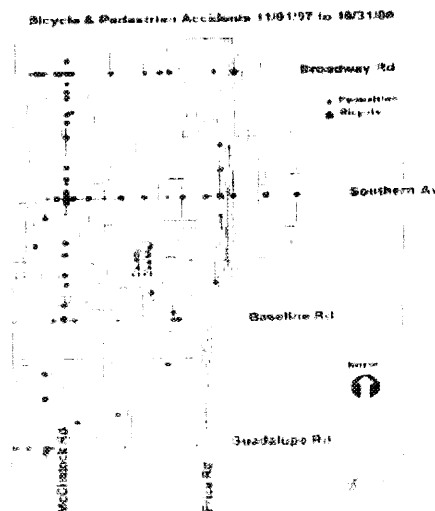 Bicycle & Pedestrian Accidents 11/01/97 to 10/31/00
Broadway Rd
Pedestrian
Bicycle
Southern Av
Baseline Rd
North
Guadalupe Rd
McClintock Rd
Price Rd